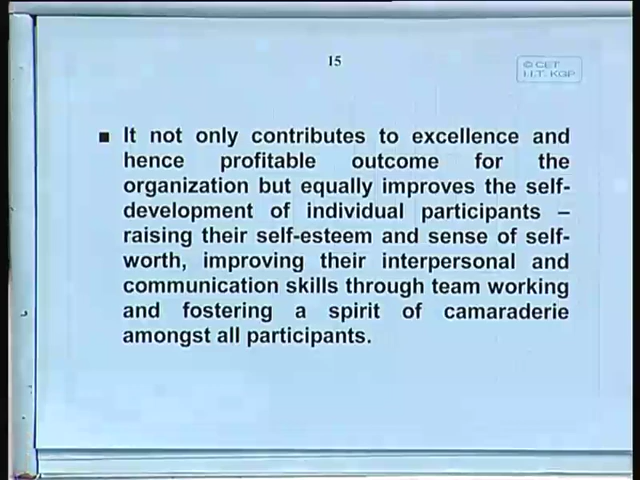 15
© CET
I.I.T. KGP
■ It not only contributes to excellence and
hence profitable outcome for the
organization but equally improves the self-
development of individual participants –
raising their self-esteem and sense of self-
worth, improving their interpersonal and
communication skills through team working
and fostering a spirit of camaraderie
amongst all participants.